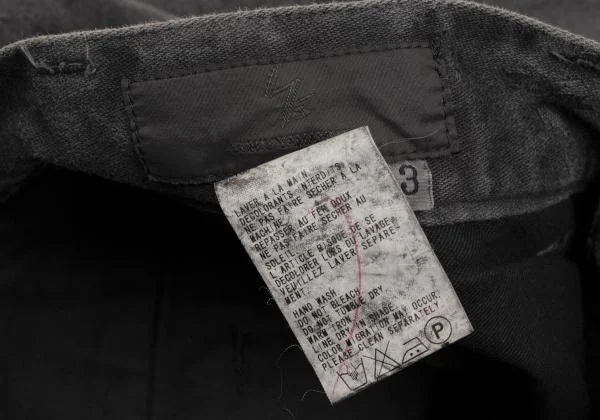 3
LAVER A LA MAIN.
DECOLORANTS INTERDITS
NE PAS FAIRE SECHER A LA
MACHINE.
REPASSER AU FER DOUX
NE PAS FAIRE SECHER AU
SOLEIL.
L'ARTICLE RISQUE DE SE
DECOLORER LORS DU LAVAGE.
VEUILLEZ LAVER SEPARE-
MENT.
HAND WASH
DO NOT BLEACH
DO NOT TUMBLE DRY
WARM IRON
LINE DRY IN SHADE
COLOR MIGRATION MAY OCCUR.
PLEASE CLEAN SEPARATELY.
P